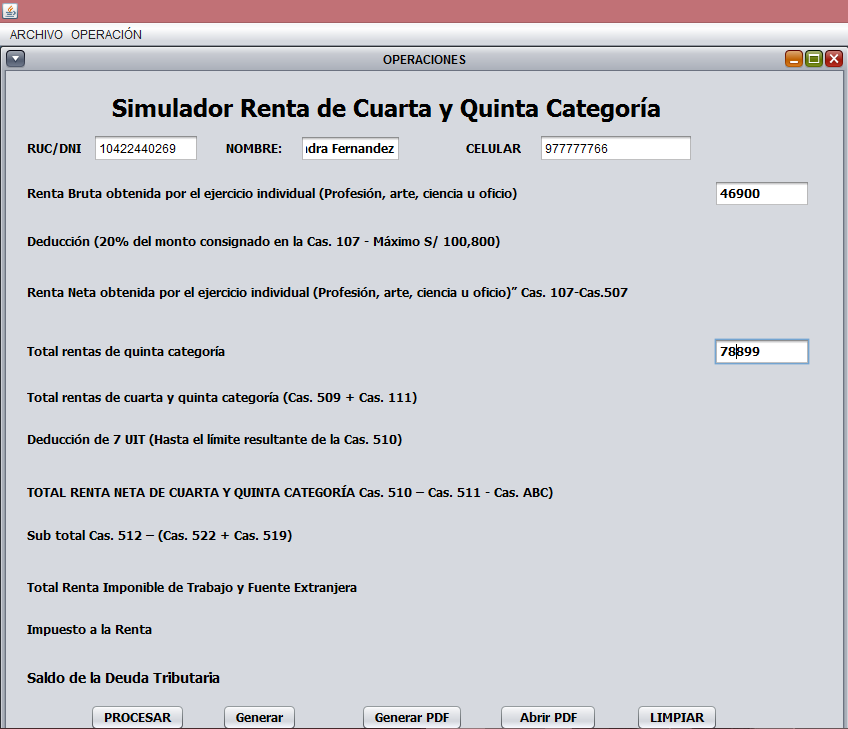 ARCHIVO OPERACIÓN
OPERACIONES
Simulador Renta de Cuarta y Quinta Categoría
RUC/DNI 10422440269 NOMBRE: dra Fernandez CELULAR 977777766
Renta Bruta obtenida por el ejercicio individual (Profesión, arte, ciencia u oficio) 46900
Deducción (20% del monto consignado en la Cas. 107 - Máximo S/ 100,800)
Renta Neta obtenida por el ejercicio individual (Profesión, arte, ciencia u oficio)” Cas. 107-Cas.507
Total rentas de quinta categoría 78899
Total rentas de cuarta y quinta categoría (Cas. 509 + Cas. 111)
Deducción de 7 UIT (Hasta el límite resultante de la Cas. 510)
TOTAL RENTA NETA DE CUARTA Y QUINTA CATEGORÍA Cas. 510 – Cas. 511 - Cas. ABC)
Sub total Cas. 512 – (Cas. 522 + Cas. 519)
Total Renta Imponible de Trabajo y Fuente Extranjera
Impuesto a la Renta
Saldo de la Deuda Tributaria
PROCESAR Generar Generar PDF Abrir PDF LIMPIAR